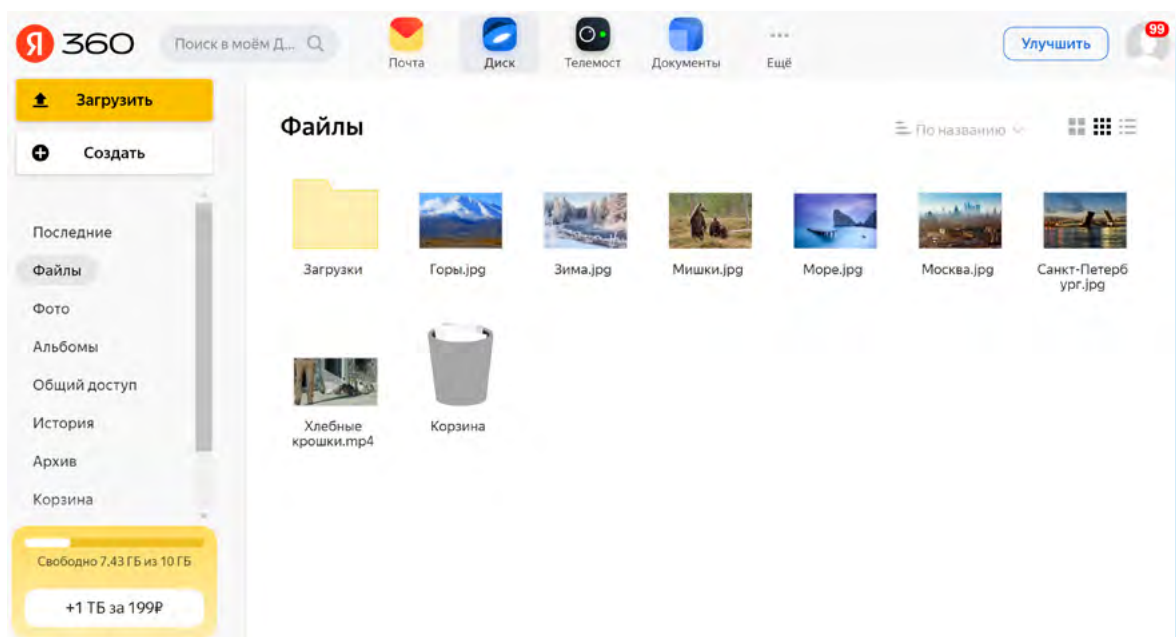 Я 360
Поиск в моём Д...
Почта
Диск
Телемост
Документы
Ещё
Улучшить
99
Загрузить
Создать
Последние
Файлы
Фото
Альбомы
Общий доступ
История
Архив
Корзина
Свободно 7.43 ГБ из 10 ГБ
+1 ТБ за 199₽
Файлы
По названию
Загрузки
Горы.jpg
Зима.jpg
Мишки.jpg
Море.jpg
Москва.jpg
Санкт-Петерб
ург.jpg
Хлебные
крошки.mp4
Корзина